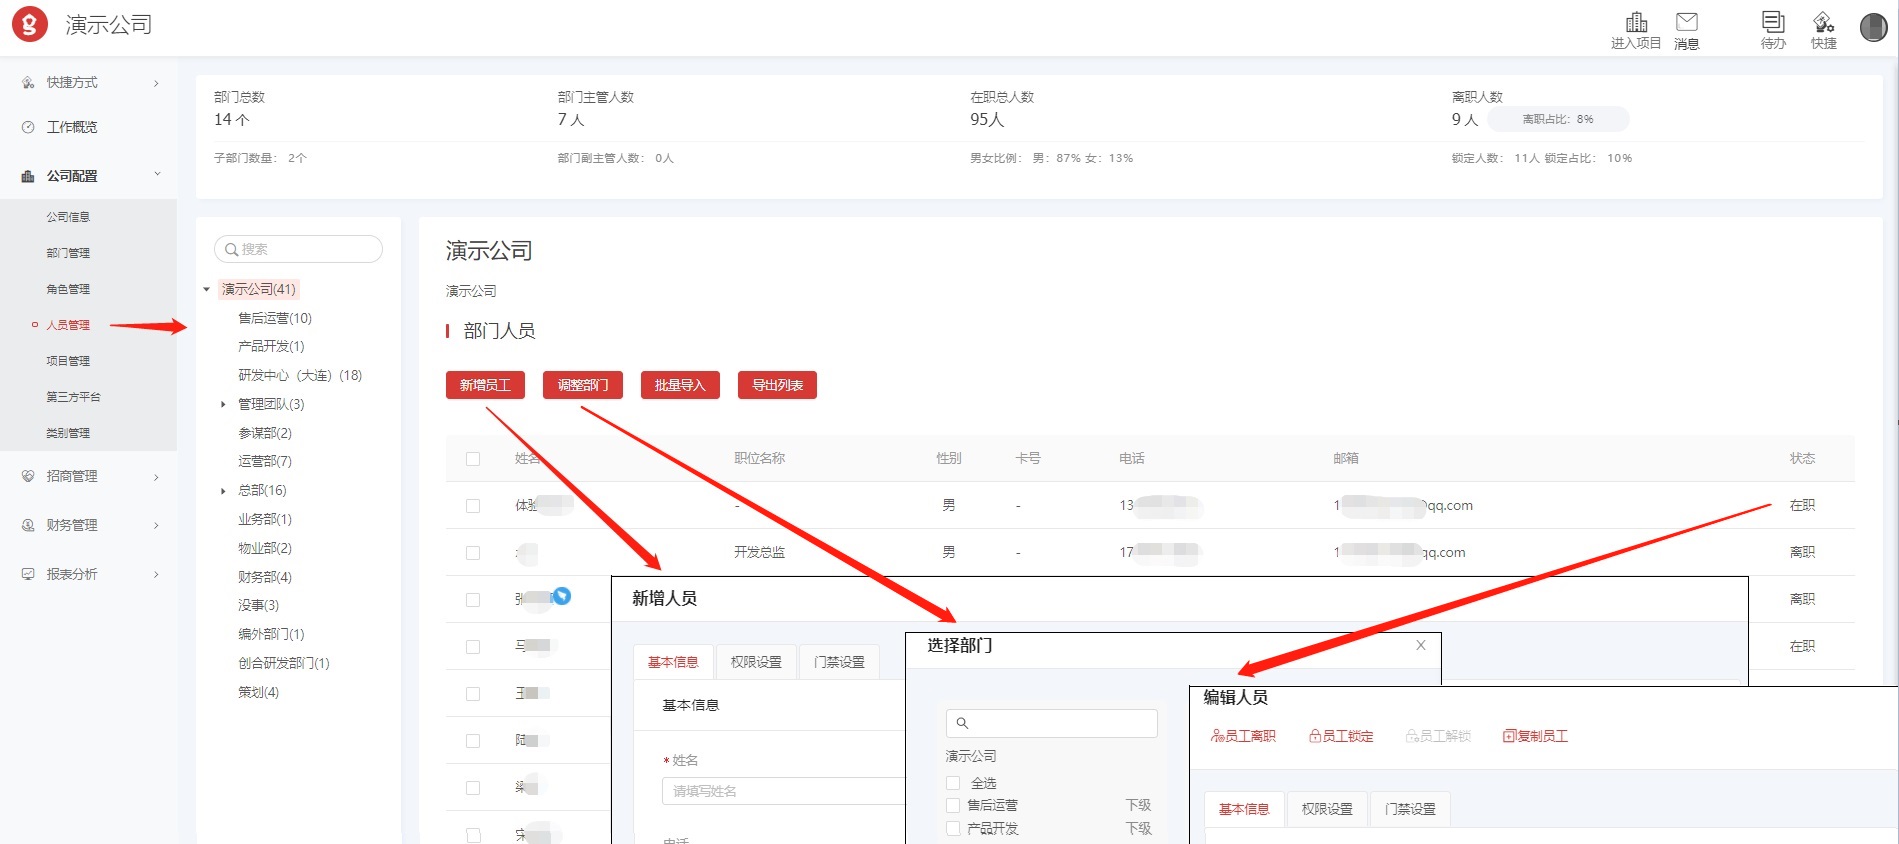 演示公司
进入项目
消息
待办
快捷
快捷方式
工作概览
公司配置
公司信息
部门管理
角色管理
人员管理
项目管理
第三方平台
类别管理
招商管理
财务管理
报表分析
部门总数
14 个
子部门数量： 2个
部门主管人数
7 人
部门副主管人数： 0人
在职总人数
95人
男女比例： 男：87% 女：13%
离职人数
9 人 离职占比：8%
锁定人数： 11人 锁定占比： 10%
搜索
演示公司(41)
售后运营(10)
产品开发(1)
研发中心（大连）(18)
管理团队(3)
参谋部(2)
运营部(7)
总部(16)
业务部(1)
物业部(2)
财务部(4)
没事(3)
编外部门(1)
创合研发部门(1)
策划(4)
演示公司
演示公司
部门人员
新增员工 调整部门 批量导入 导出列表
姓名 职位名称 性别 卡号 电话 邮箱 状态
体验 - 男 - 13 1 qq.com 在职
开发总监 男 - 17 1 qq.com 离职
张 离职
马 在职
王
陆
梁
宋
新增人员
基本信息 权限设置 门禁设置
基本信息
* 姓名
请填写姓名
电话
选择部门 X
演示公司
全选
售后运营 下级
产品开发 下级
编辑人员
员工离职 员工锁定 员工解锁 复制员工
基本信息 权限设置 门禁设置